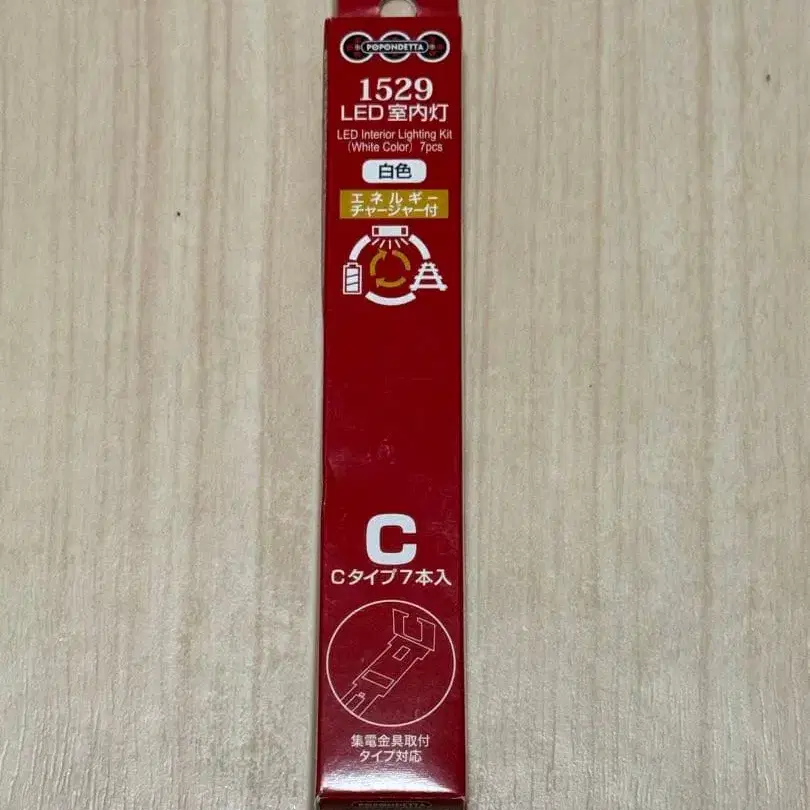 POPONDETTA
1529
LED 室内灯
LED Interior Lighting Kit
(White Color) 7pcs
白色
エネルギー
チャージャー付
C
Cタイプ7本入
集電金具取付
タイプ対応
POPONDETTA